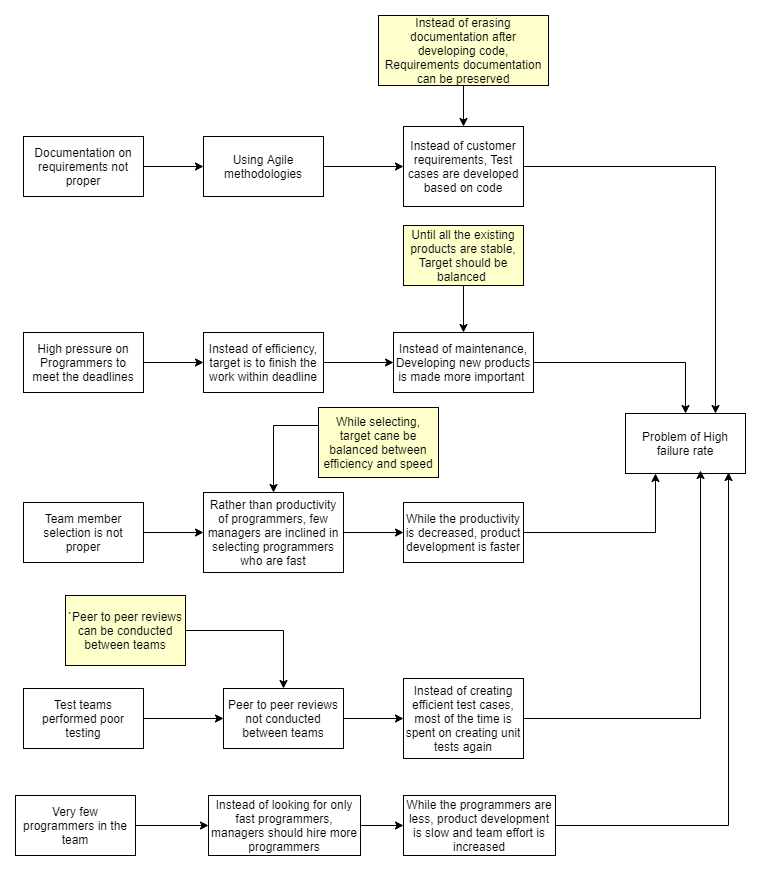 Instead of erasing
documentation after
developing code,
Requirements documentation
can be preserved
Documentation on
requirements not
proper
Using Agile
methodologies
Instead of customer
requirements, Test
cases are developed
based on code
Until all the existing
products are stable,
Target should be
balanced
High pressure on
Programmers to
meet the deadlines
Instead of efficiency,
target is to finish the
work within deadline
Instead of maintenance,
Developing new products
is made more important
Problem of High
failure rate
While selecting,
target cane be
balanced between
efficiency and speed
Team member
selection is not
proper
Rather than productivity
of programmers, few
managers are inclined in
selecting programmers
who are fast
While the productivity
is decreased, product
development is faster
`Peer to peer reviews
can be conducted
between teams
Test teams
performed poor
testing
Peer to peer reviews
not conducted
between teams
Instead of creating
efficient test cases,
most of the time is
spent on creating unit
tests again
Very few
programmers in the
team
Instead of looking for only
fast programmers,
managers should hire more
programmers
While the programmers are
less, product development
is slow and team effort is
increased